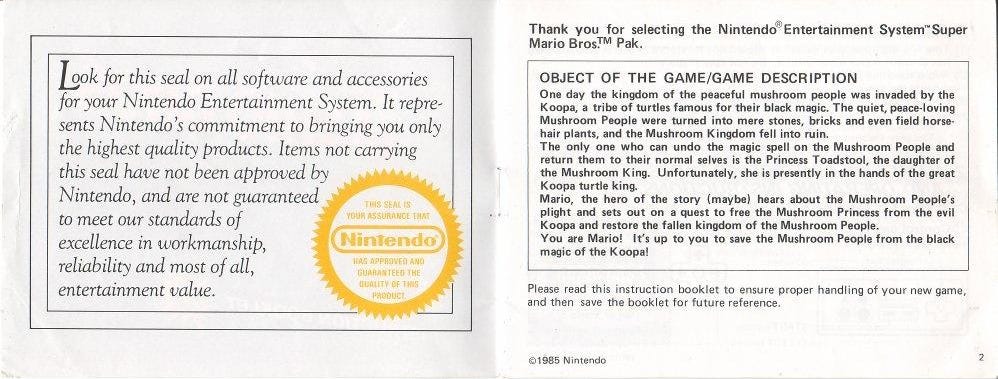 Look for this seal on all software and accessories
for your Nintendo Entertainment System. It repre-
sents Nintendo's commitment to bringing you only
the highest quality products. Items not carrying
this seal have not been approved by
Nintendo, and are not guaranteed
to meet our standards of
excellence in workmanship,
reliability and most of all,
entertainment value.
THIS SEAL IS
YOUR ASSURANCE THAT
Nintendo®
HAS APPROVED AND
GUARANTEED THE
QUALITY OF THIS
PRODUCT.
Thank you for selecting the Nintendo® Entertainment System™ Super
Mario Bros.™ Pak.
OBJECT OF THE GAME/GAME DESCRIPTION
One day the kingdom of the peaceful mushroom people was invaded by the
Koopa, a tribe of turtles famous for their black magic. The quiet, peace-loving
Mushroom People were turned into mere stones, bricks and even field horse-
hair plants, and the Mushroom Kingdom fell into ruin.
The only one who can undo the magic spell on the Mushroom People and
return them to their normal selves is the Princess Toadstool, the daughter of
the Mushroom King. Unfortunately, she is presently in the hands of the great
Koopa turtle king.
Mario, the hero of the story (maybe) hears about the Mushroom People's
plight and sets out on a quest to free the Mushroom Princess from the evil
Koopa and restore the fallen kingdom of the Mushroom People.
You are Mario! It's up to you to save the Mushroom People from the black
magic of the Koopa!
Please read this instruction booklet to ensure proper handling of your new game,
and then save the booklet for future reference.
©1985 Nintendo
2